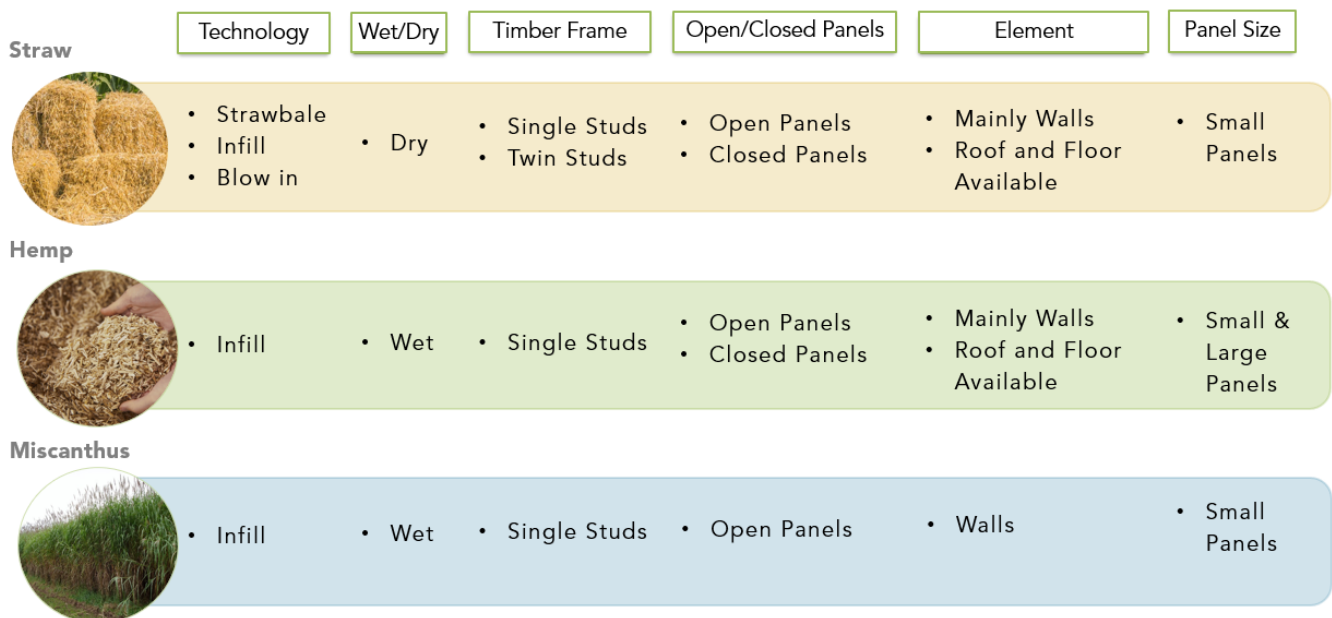 Technology
Wet/Dry
Timber Frame
Open/Closed Panels
Element
Panel Size
Straw
• Strawbale
• Infill
• Blow in
• Dry
• Single Studs
• Twin Studs
• Open Panels
• Closed Panels
• Mainly Walls
• Roof and Floor
Available
• Small
Panels
Hemp
• Infill
• Wet
• Single Studs
• Open Panels
• Closed Panels
• Mainly Walls
• Roof and Floor
Available
• Small &
Large
Panels
Miscanthus
• Infill
• Wet
• Single Studs
• Open Panels
• Walls
• Small
Panels